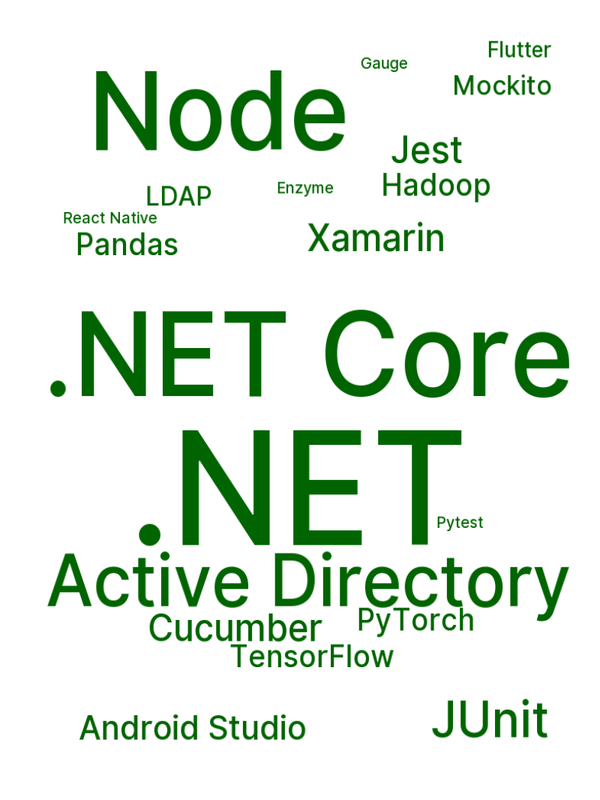 Flutter
Gauge
Mockito
Node
Jest
Hadoop
LDAP
Enzyme
React Native
Pandas
Xamarin
.NET Core
.NET
Pytest
Active Directory
PyTorch
Cucumber
TensorFlow
JUnit
Android Studio